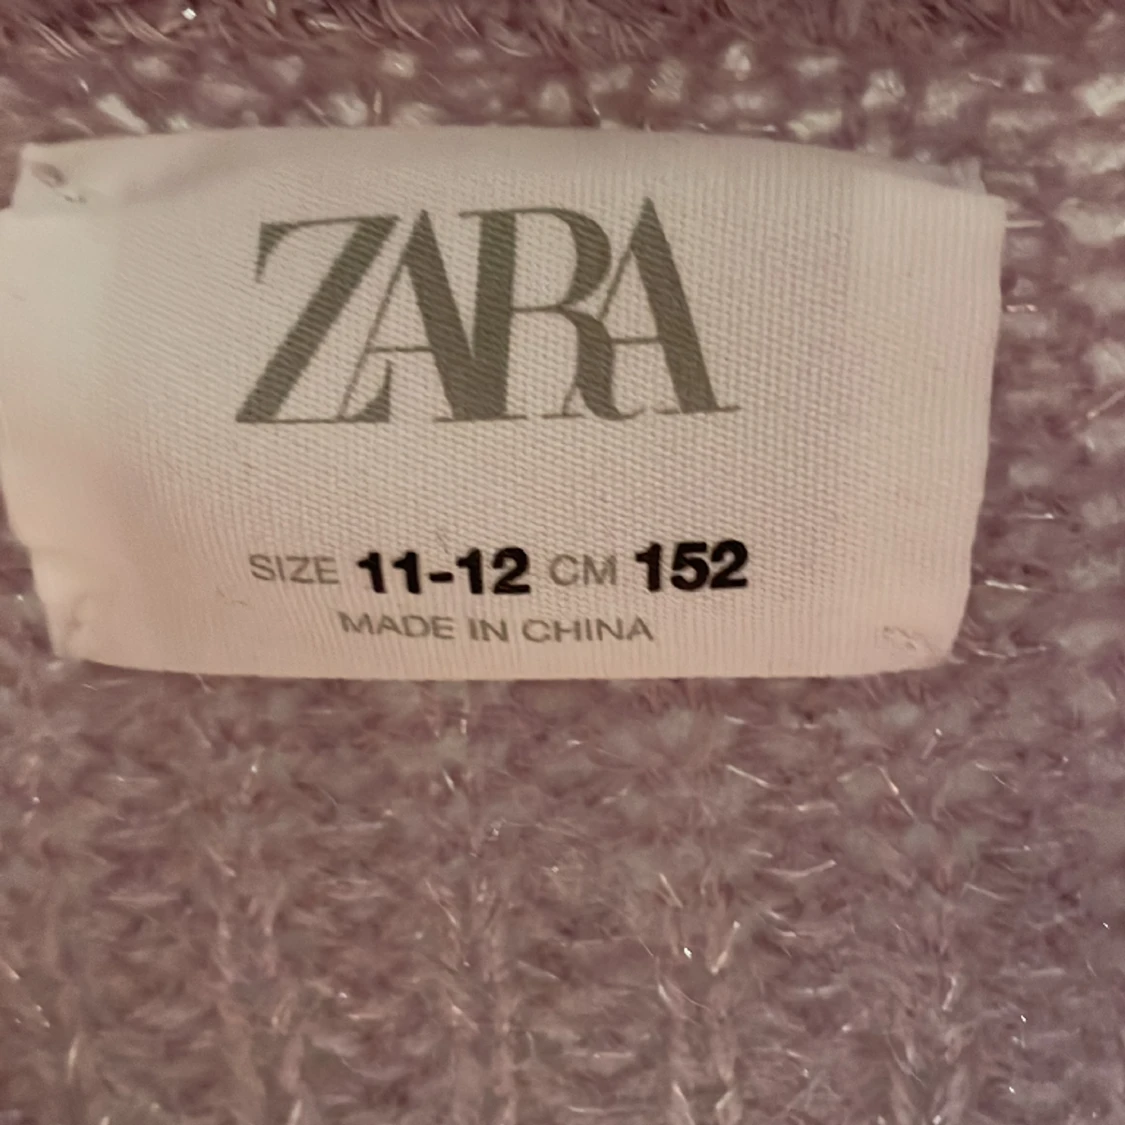 ZARA
SIZE 11-12 CM 152
MADE IN CHINA